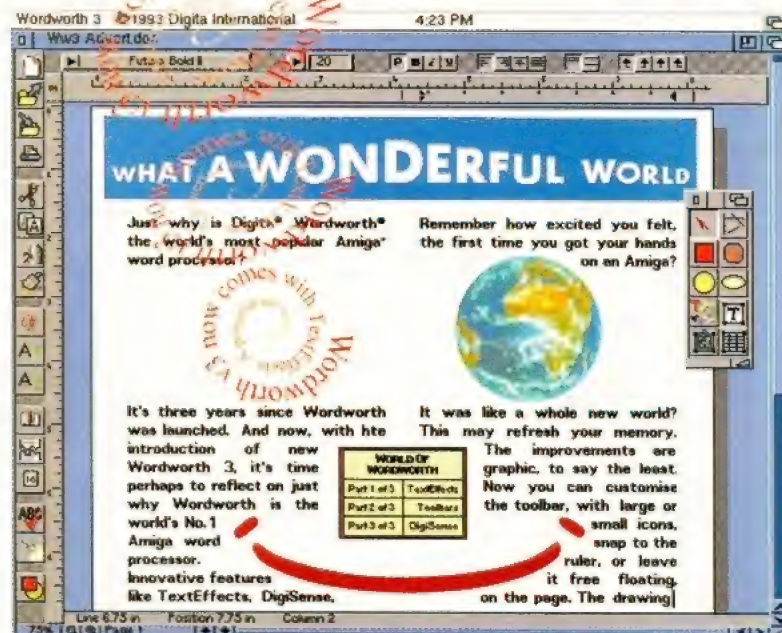 Wordworth 3 ©1993 Digita International 4:23 PM
Ww3 Advert.doc
Futura Bold II 20
WHAT A WONDERFUL WORLD
Just why is Digita® Wordworth®
the world's most popular Amiga®
word processor?
Wordworth v3 now comes with TextEffects
Remember how excited you felt,
the first time you got your hands
on an Amiga?
It's three years since Wordworth
was launched. And now, with hte
introduction of new
Wordworth 3, it's time
perhaps to reflect on just
why Wordworth is the
world's No.1
Amiga word
processor.
Innovative features
like TextEffects, DigiSense,
WORLD OF
WORDWORTH
Part 1 of 3 TextEffects
Part 2 of 3 Toolbars
Part 3 of 3 DigiSense
It was like a whole new world?
This may refresh your memory.
The improvements are
graphic, to say the least.
Now you can customise
the toolbar, with large or
small icons,
snap to the
ruler, or leave
it free floating
on the page. The drawing
ABC
Line 6.75 in Position 7.75 in Column 2
75% Page 1